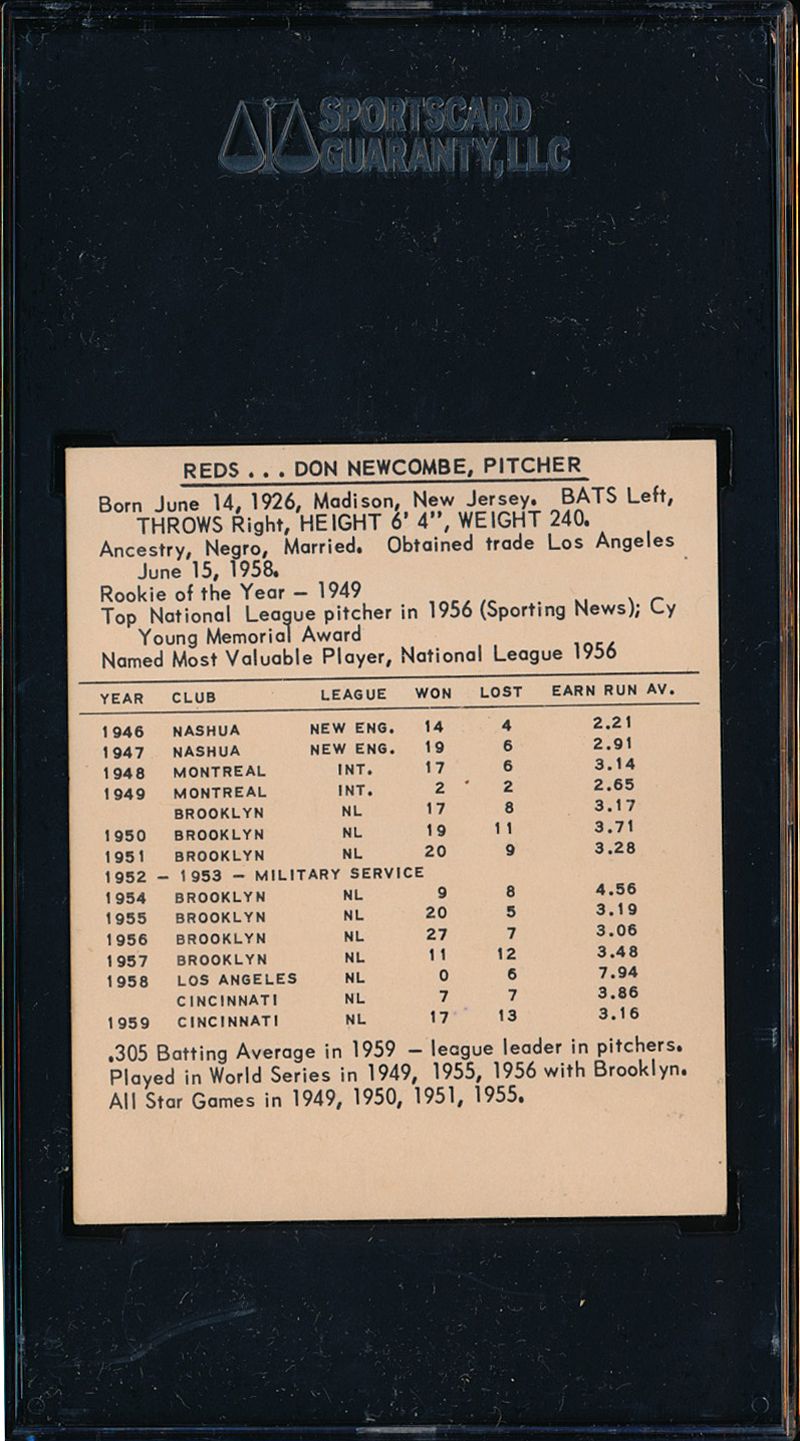 SPORTSCARD
GUARANTY, LLC
REDS . . . DON NEWCOMBE, PITCHER
Born June 14, 1926, Madison, New Jersey. BATS Left,
THROWS Right, HEIGHT 6' 4", WEIGHT 240.
Ancestry, Negro, Married. Obtained trade Los Angeles
June 15, 1958.
Rookie of the Year – 1949
Top National League pitcher in 1956 (Sporting News); Cy
Young Memorial Award
Named Most Valuable Player, National League 1956
YEAR CLUB LEAGUE WON LOST EARN RUN AV.
1946 NASHUA NEW ENG. 14 4 2.21
1947 NASHUA NEW ENG. 19 6 2.91
1948 MONTREAL INT. 17 6 3.14
1949 MONTREAL INT. 2 2 2.65
BROOKLYN NL 17 8 3.17
1950 BROOKLYN NL 19 11 3.71
1951 BROOKLYN NL 20 9 3.28
1952 – 1953 – MILITARY SERVICE
1954 BROOKLYN NL 9 8 4.56
1955 BROOKLYN NL 20 5 3.19
1956 BROOKLYN NL 27 7 3.06
1957 BROOKLYN NL 11 12 3.48
1958 LOS ANGELES NL 0 6 7.94
CINCINNATI NL 7 7 3.86
1959 CINCINNATI NL 17 13 3.16
.305 Batting Average in 1959 – league leader in pitchers.
Played in World Series in 1949, 1955, 1956 with Brooklyn.
All Star Games in 1949, 1950, 1951, 1955.